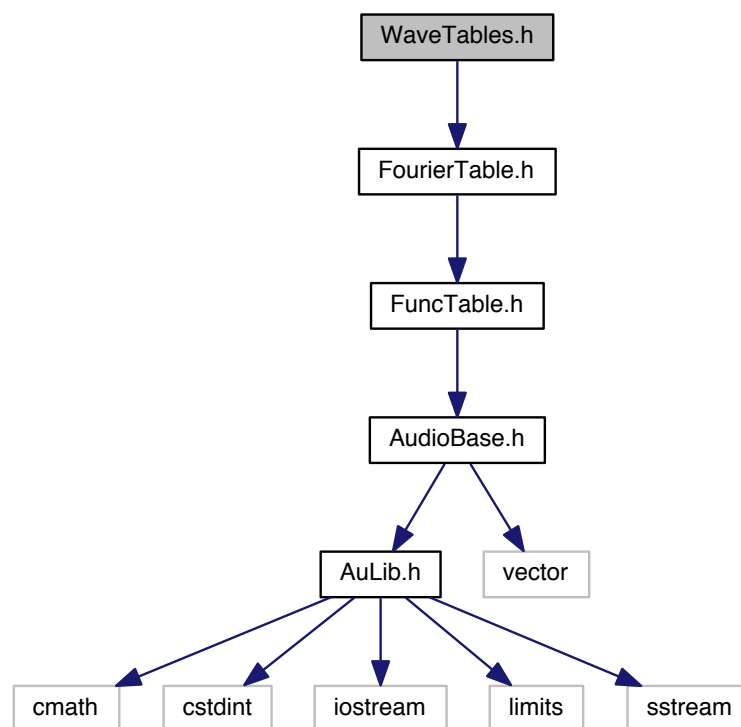 WaveTables.h
FourierTable.h
FuncTable.h
AudioBase.h
AuLib.h
vector
cmath
cstdint
iostream
limits
sstream